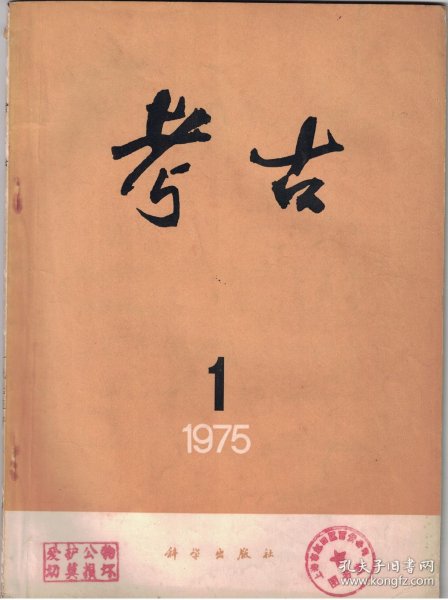 考古
1
1975
科学出版社
爱护公物
切莫损坏
孔夫子旧书网
www.kongfz.com